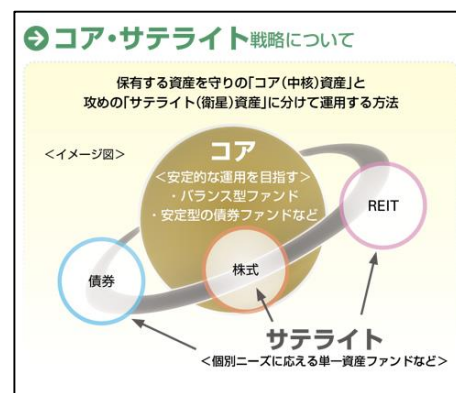 コア・サテライト戦略について
保有する資産を守りの「コア(中核)資産」と
攻めの「サテライト(衛星)資産」に分けて運用する方法
<イメージ図>
コア
<安定的な運用を目指す>
・バランス型ファンド
・安定型の債券ファンドなど
REIT
株式
債券
サテライト
<個別ニーズに応える単一資産ファンドなど>